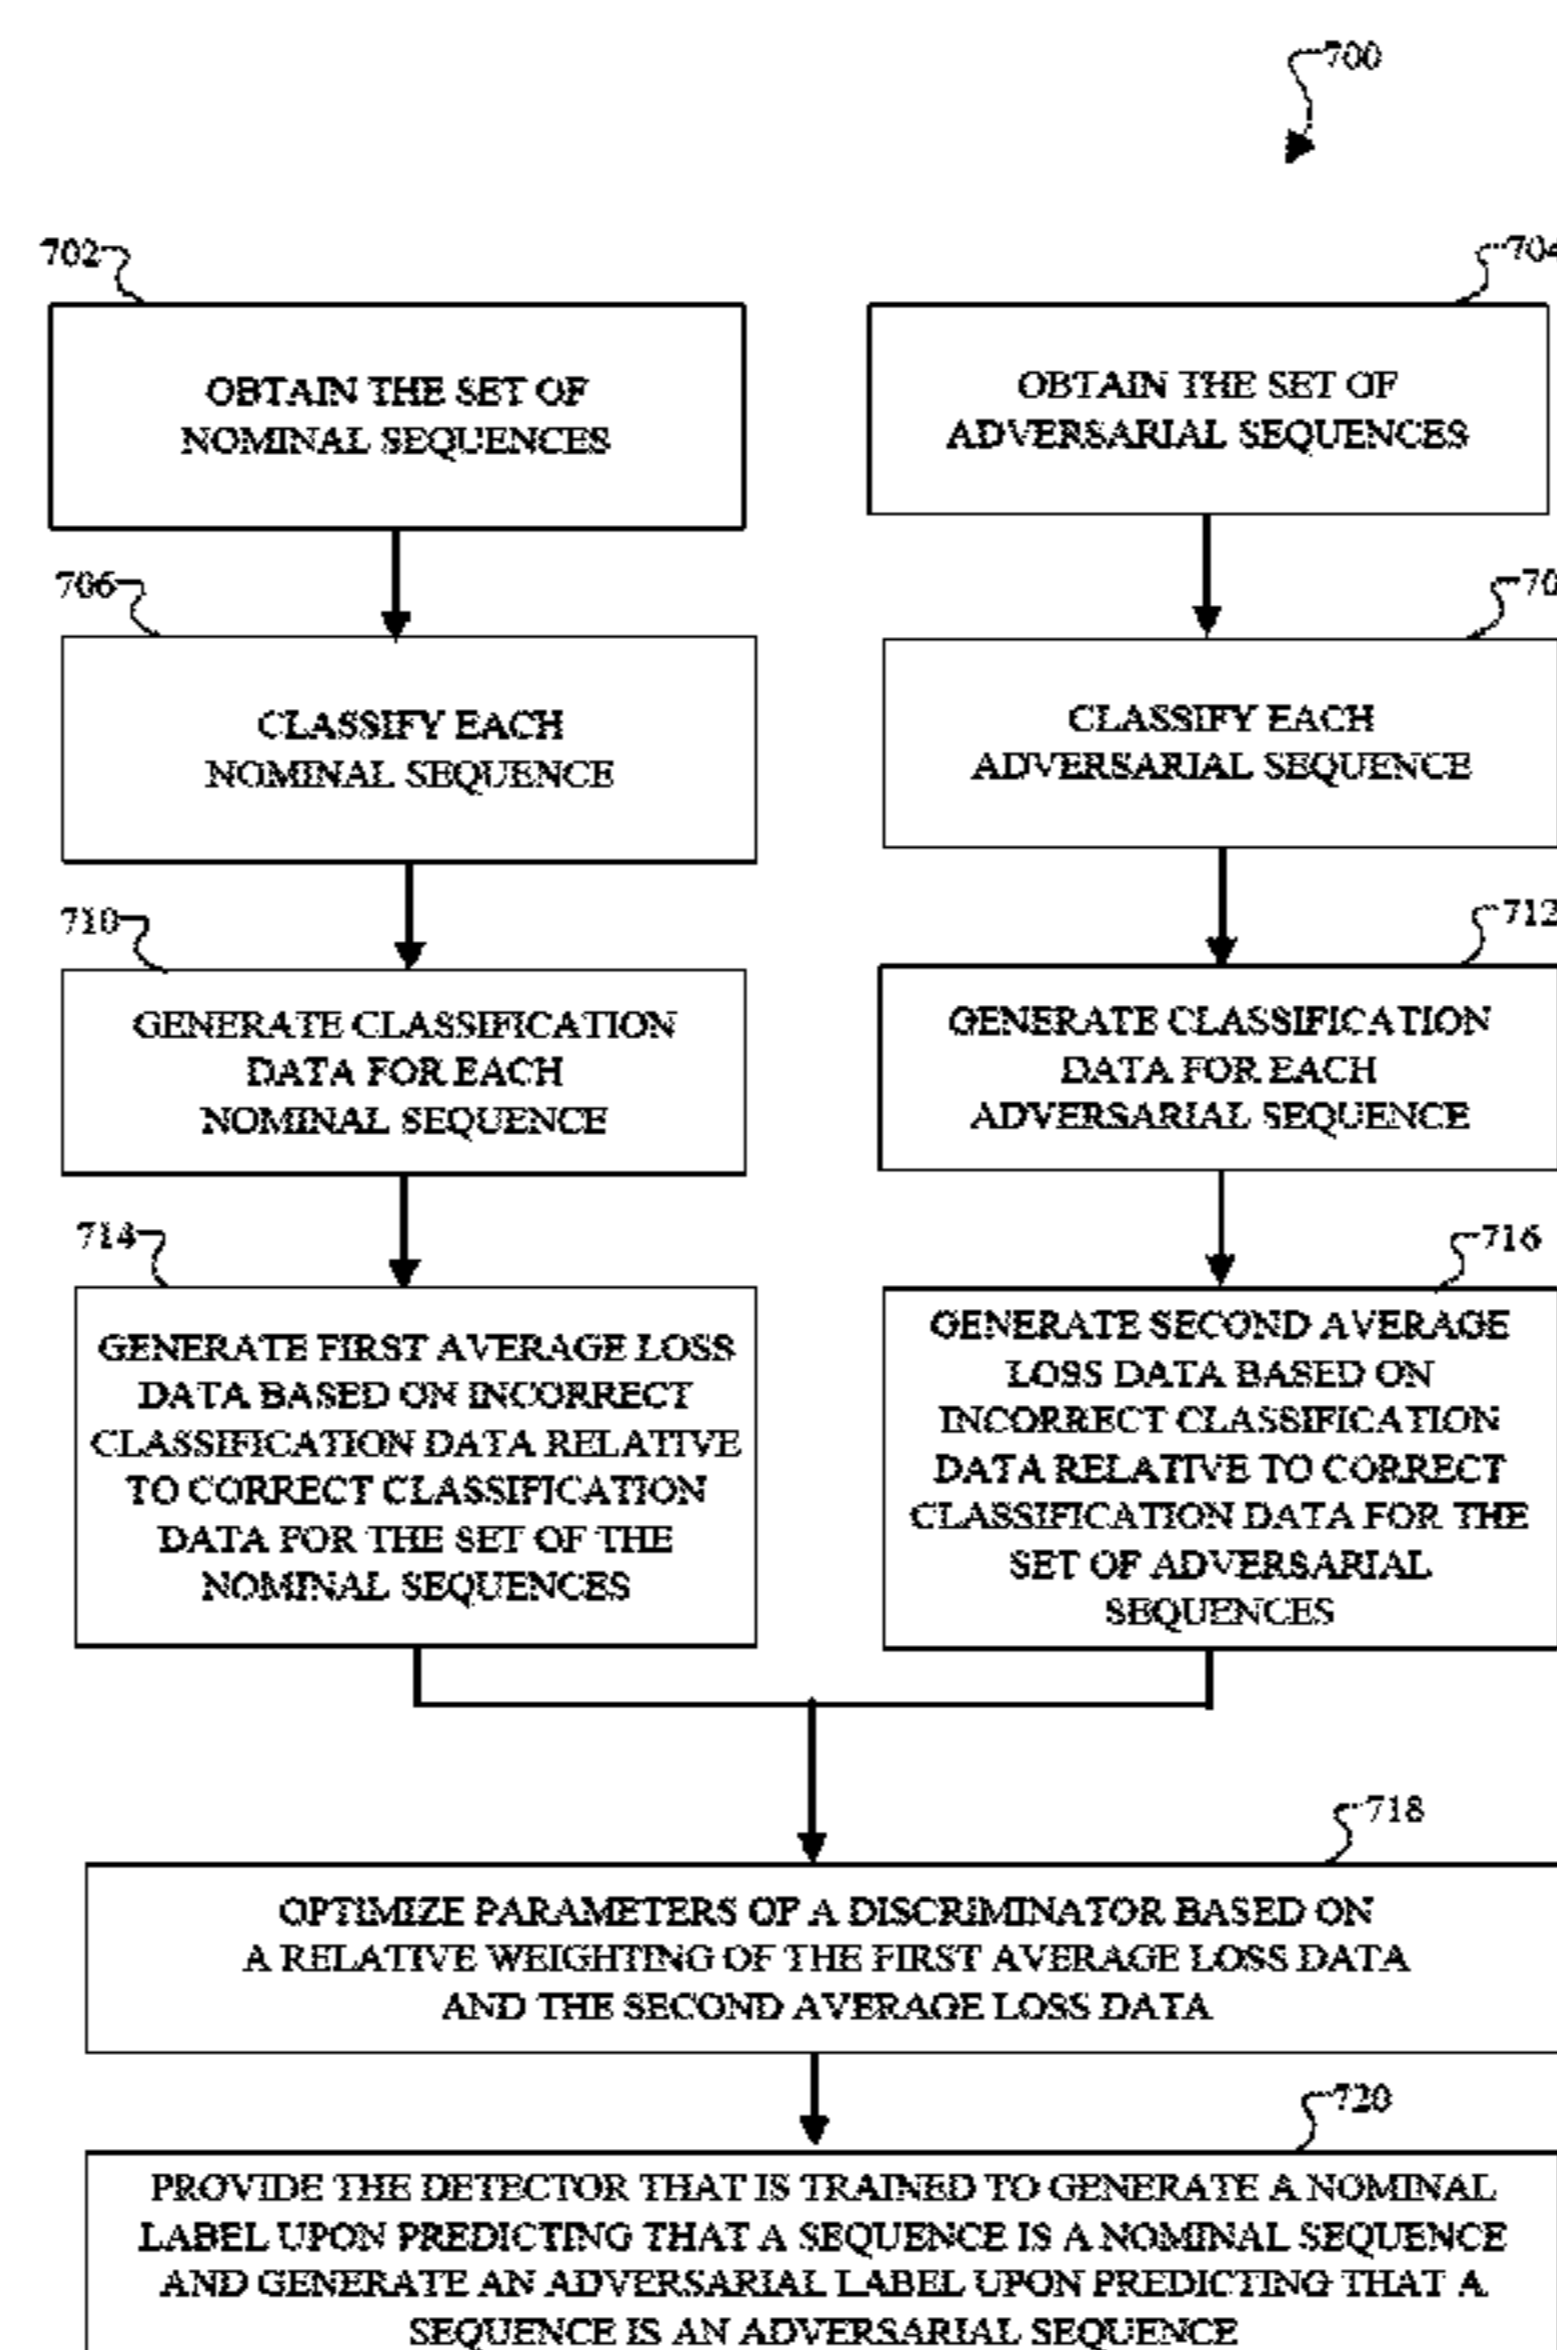 700
702
OBTAIN THE SET OF
NOMINAL SEQUENCES
OBTAIN THE SET OF
ADVERSARIAL SEQUENCES
706
CLASSIFY EACH
NOMINAL SEQUENCE
CLASSIFY EACH
ADVERSARIAL SEQUENCE
710
GENERATE CLASSIFICATION
DATA FOR EACH
NOMINAL SEQUENCE
712
GENERATE CLASSIFICATION
DATA FOR EACH
ADVERSARIAL SEQUENCE
714
GENERATE FIRST AVERAGE LOSS
DATA BASED ON INCORRECT
CLASSIFICATION DATA RELATIVE
TO CORRECT CLASSIFICATION
DATA FOR THE SET OF THE
NOMINAL SEQUENCES
716
GENERATE SECOND AVERAGE
LOSS DATA BASED ON
INCORRECT CLASSIFICATION
DATA RELATIVE TO CORRECT
CLASSIFICATION DATA FOR THE
SET OF ADVERSARIAL
SEQUENCES
718
OPTIMIZE PARAMETERS OF A DISCRIMINATOR BASED ON
A RELATIVE WEIGHTING OF THE FIRST AVERAGE LOSS DATA
AND THE SECOND AVERAGE LOSS DATA
720
PROVIDE THE DETECTOR THAT IS TRAINED TO GENERATE A NOMINAL
LABEL UPON PREDICTING THAT A SEQUENCE IS A NOMINAL SEQUENCE
AND GENERATE AN ADVERSARIAL LABEL UPON PREDICTING THAT A
SEQUENCE IS AN ADVERSARIAL SEQUENCE